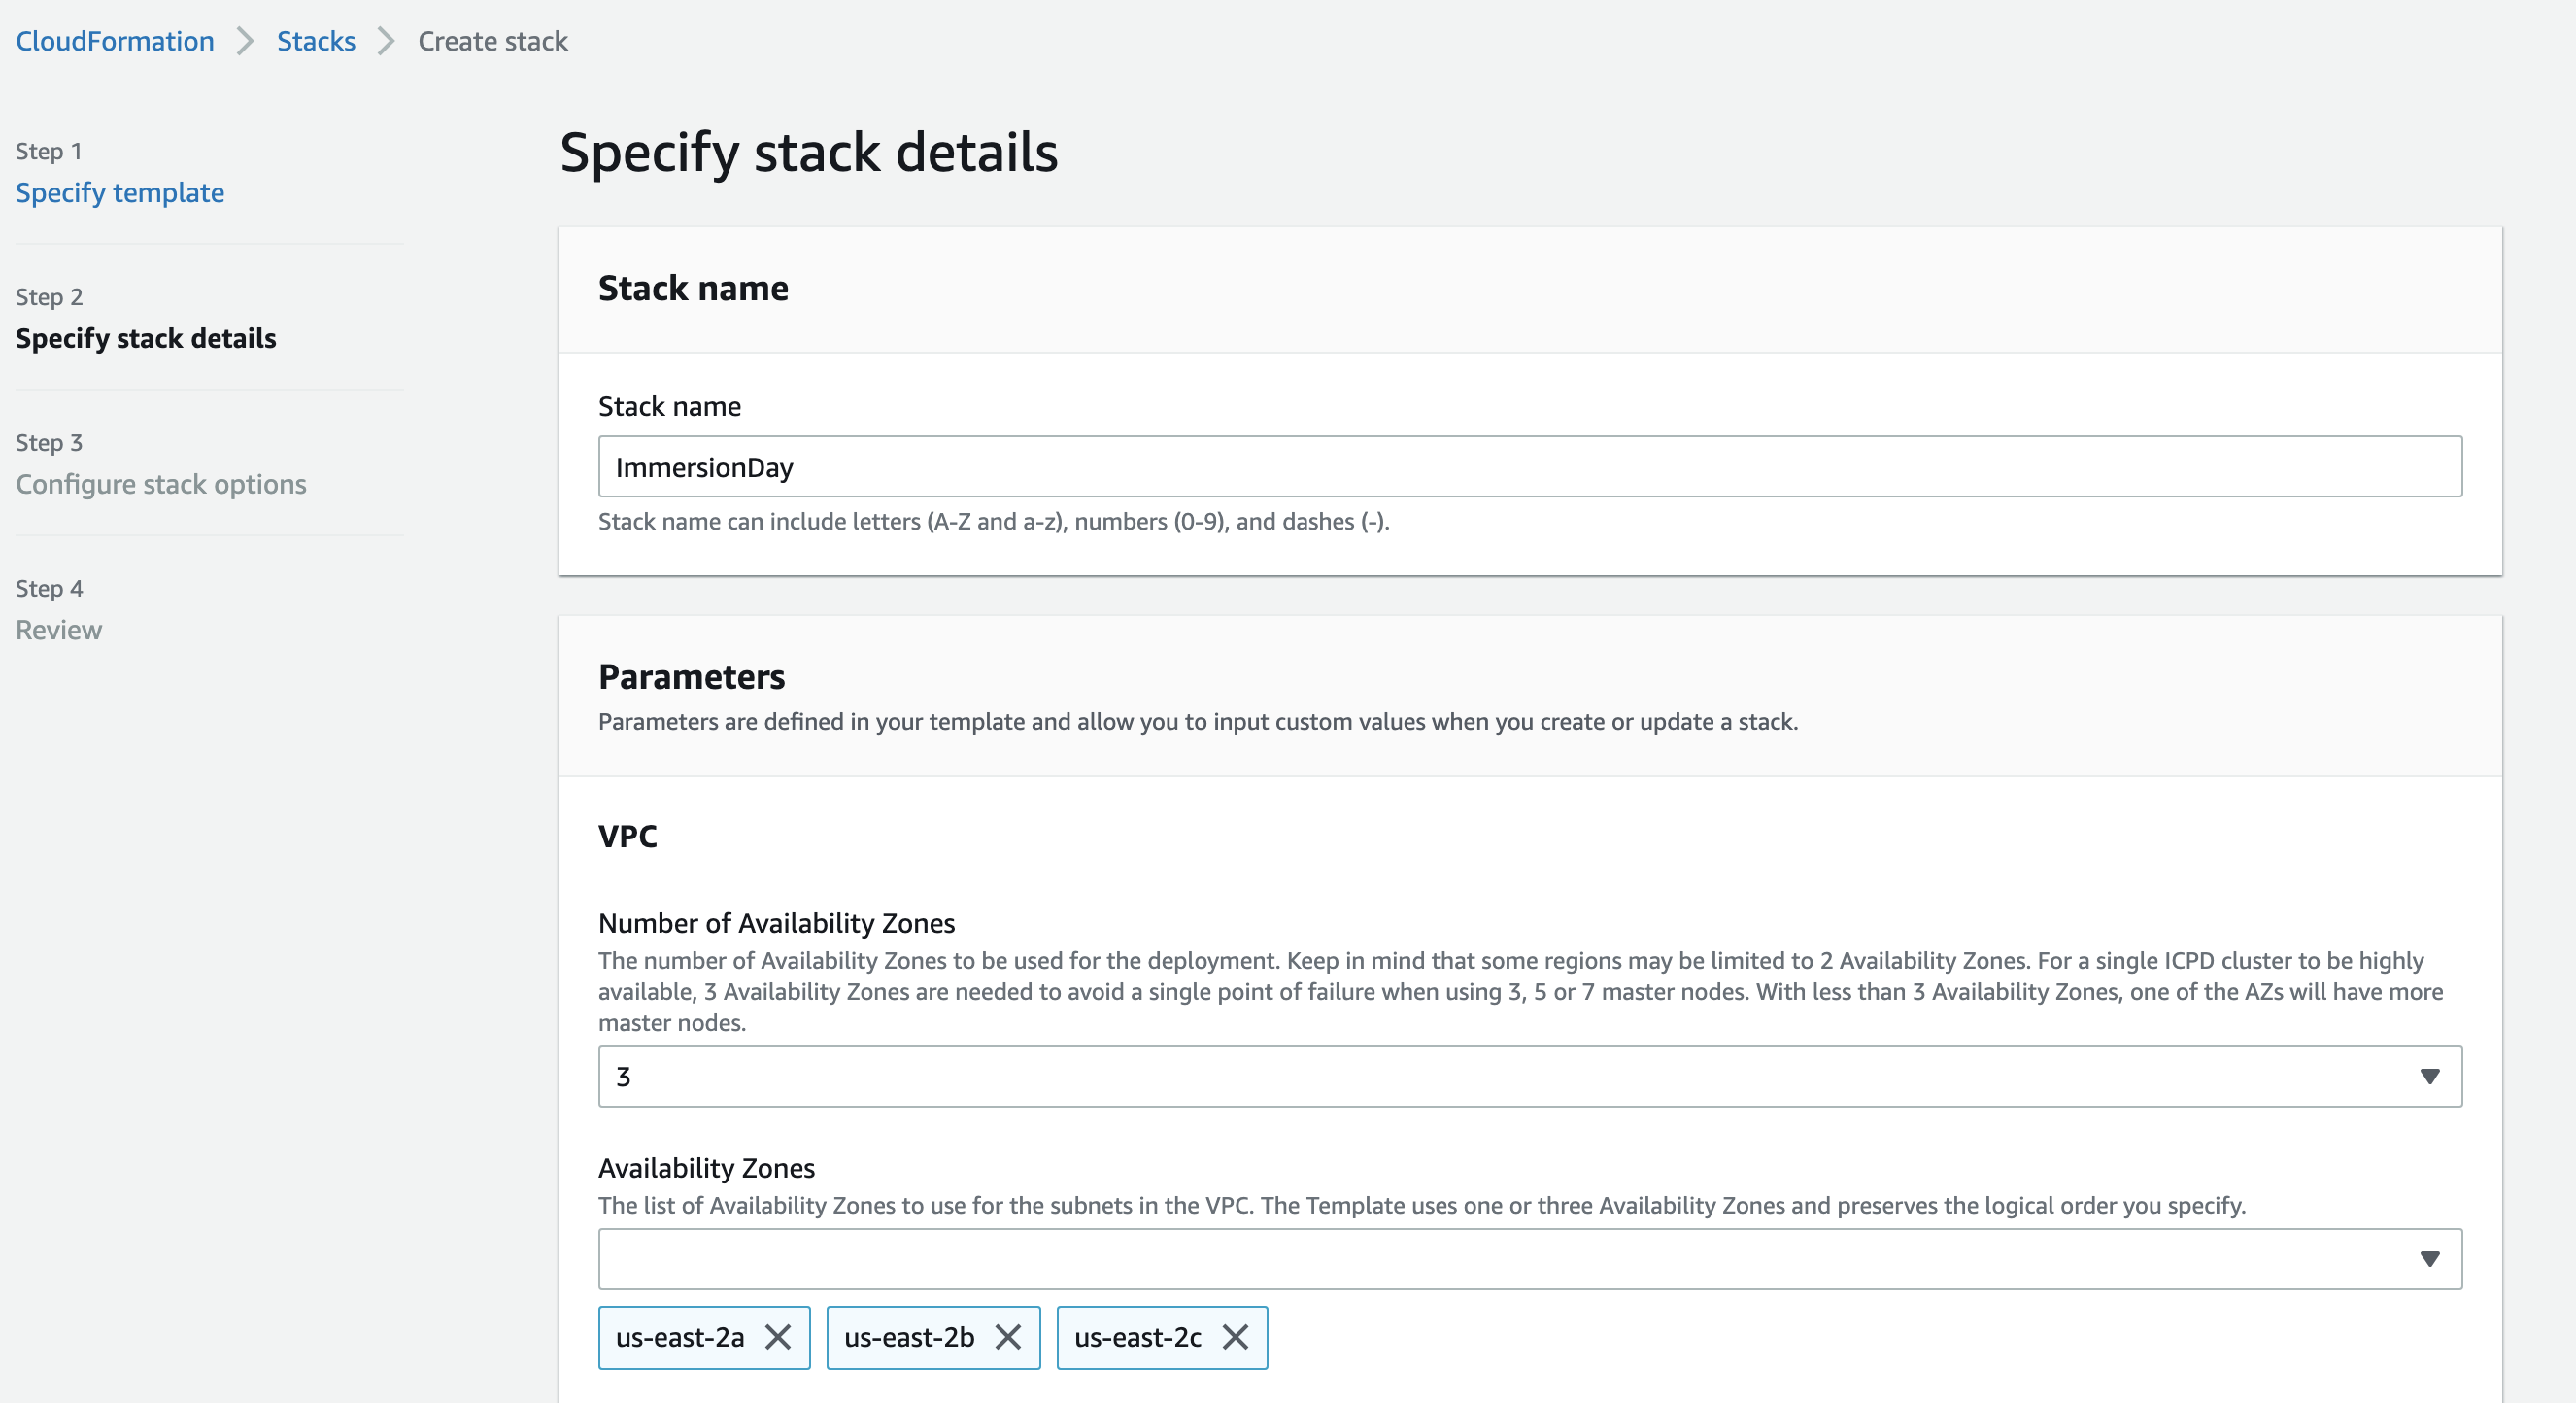 CloudFormation > Stacks > Create stack
Step 1
Specify template
Step 2
Specify stack details
Step 3
Configure stack options
Step 4
Review
Specify stack details
Stack name
Stack name
ImmersionDay
Stack name can include letters (A-Z and a-z), numbers (0-9), and dashes (-).
Parameters
Parameters are defined in your template and allow you to input custom values when you create or update a stack.
VPC
Number of Availability Zones
The number of Availability Zones to be used for the deployment. Keep in mind that some regions may be limited to 2 Availability Zones. For a single ICPD cluster to be highly
available, 3 Availability Zones are needed to avoid a single point of failure when using 3, 5 or 7 master nodes. With less than 3 Availability Zones, one of the AZs will have more
master nodes.
3
Availability Zones
The list of Availability Zones to use for the subnets in the VPC. The Template uses one or three Availability Zones and preserves the logical order you specify.
us-east-2a us-east-2b us-east-2c